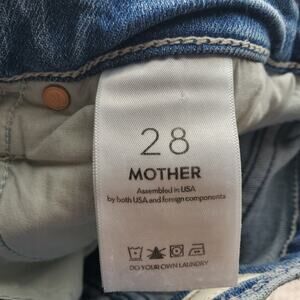 28
MOTHER
Assembled in USA
by both USA and foreign components
DO YOUR OWN LAUNDRY